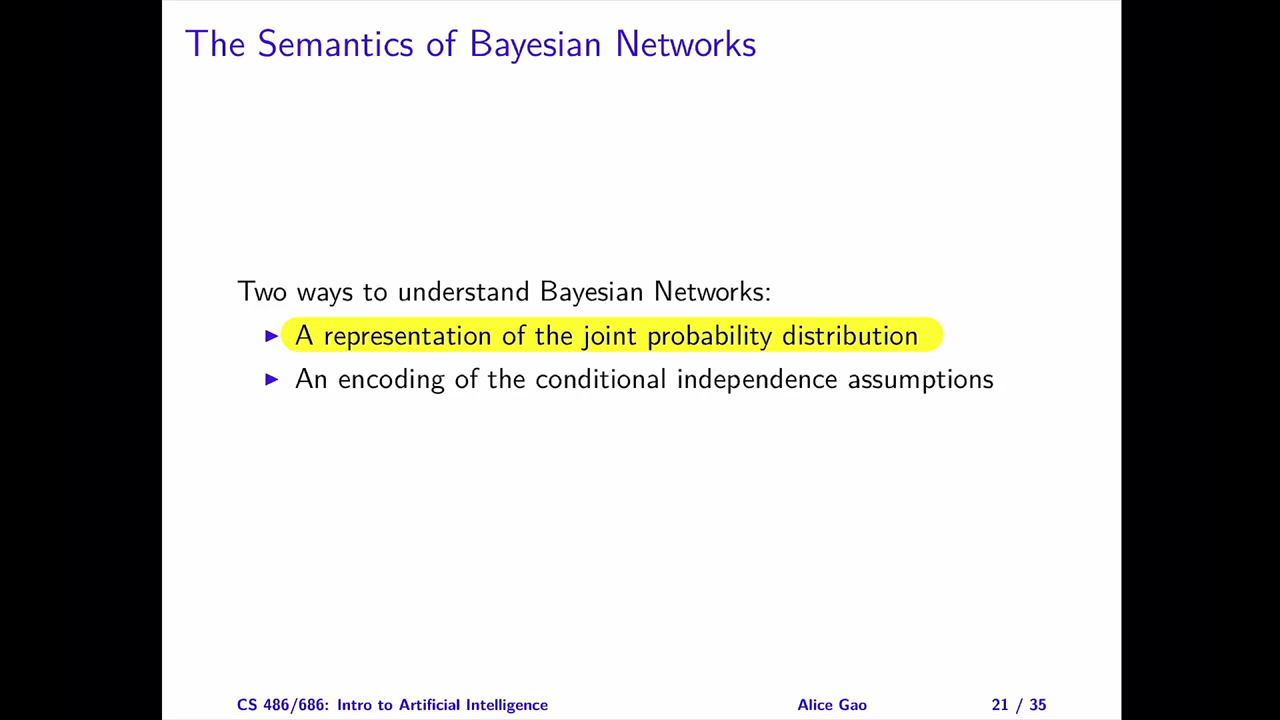 The Semantics of Bayesian Networks
Two ways to understand Bayesian Networks:
▶ A representation of the joint probability distribution
▶ An encoding of the conditional independence assumptions
CS 486/686: Intro to Artificial Intelligence Alice Gao 21 / 35